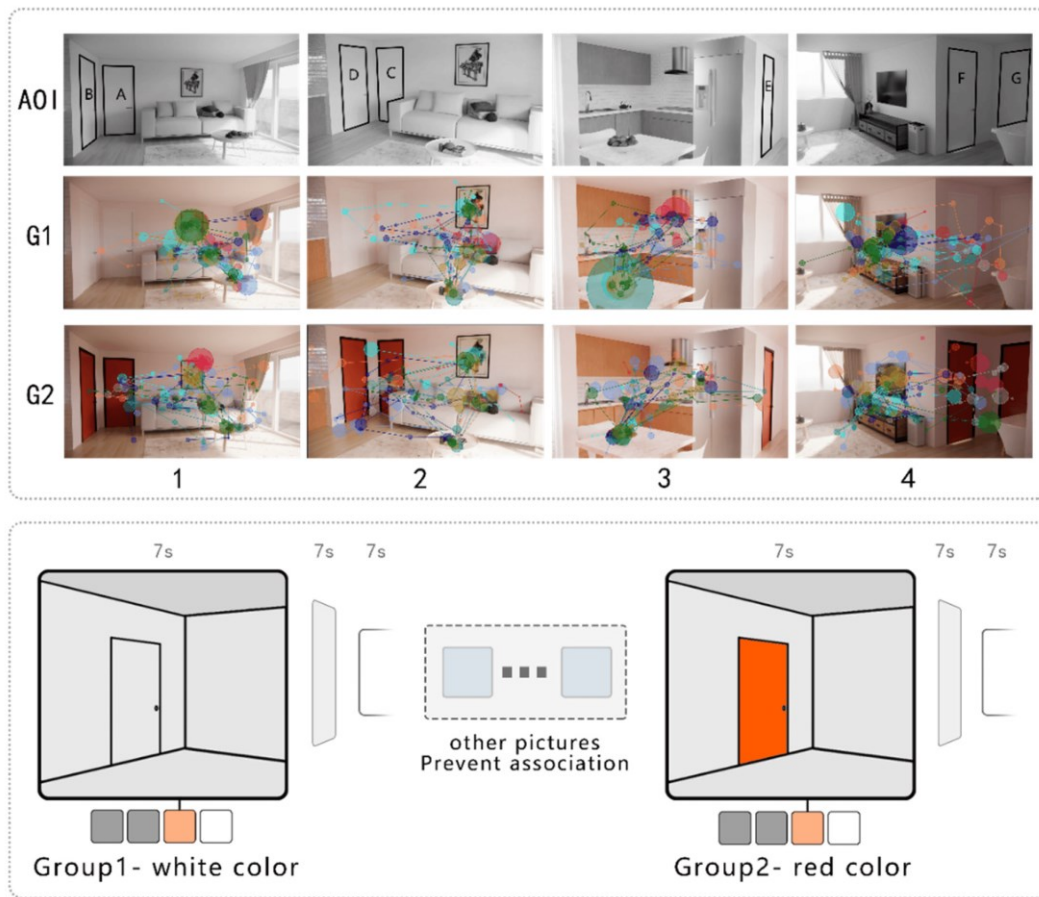 AOI
B
A
D
C
E
F
G
G1
G2
1
2
3
4
7s
7s
7s
7s
7s
7s
other pictures
Prevent association
Group1- white color
Group2- red color